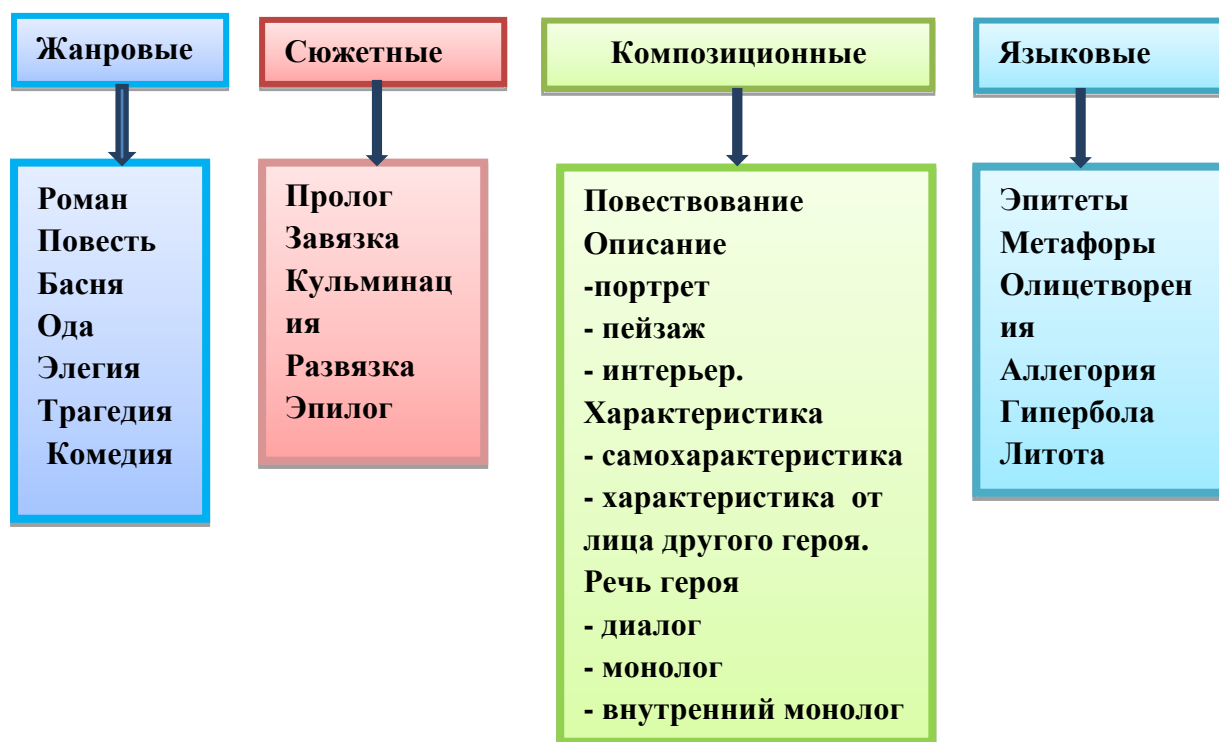 Жанровые
Роман
Повесть
Басня
Ода
Элегия
Трагедия
Комедия
Сюжетные
Пролог
Завязка
Кульминац
ия
Развязка
Эпилог
Композиционные
Повествование
Описание
-портрет
- пейзаж
- интерьер.
Характеристика
- самохарактеристика
- характеристика от
лица другого героя.
Речь героя
- диалог
- монолог
- внутренний монолог
Языковые
Эпитеты
Метафоры
Олицетворен
ия
Аллегория
Гипербола
Литота